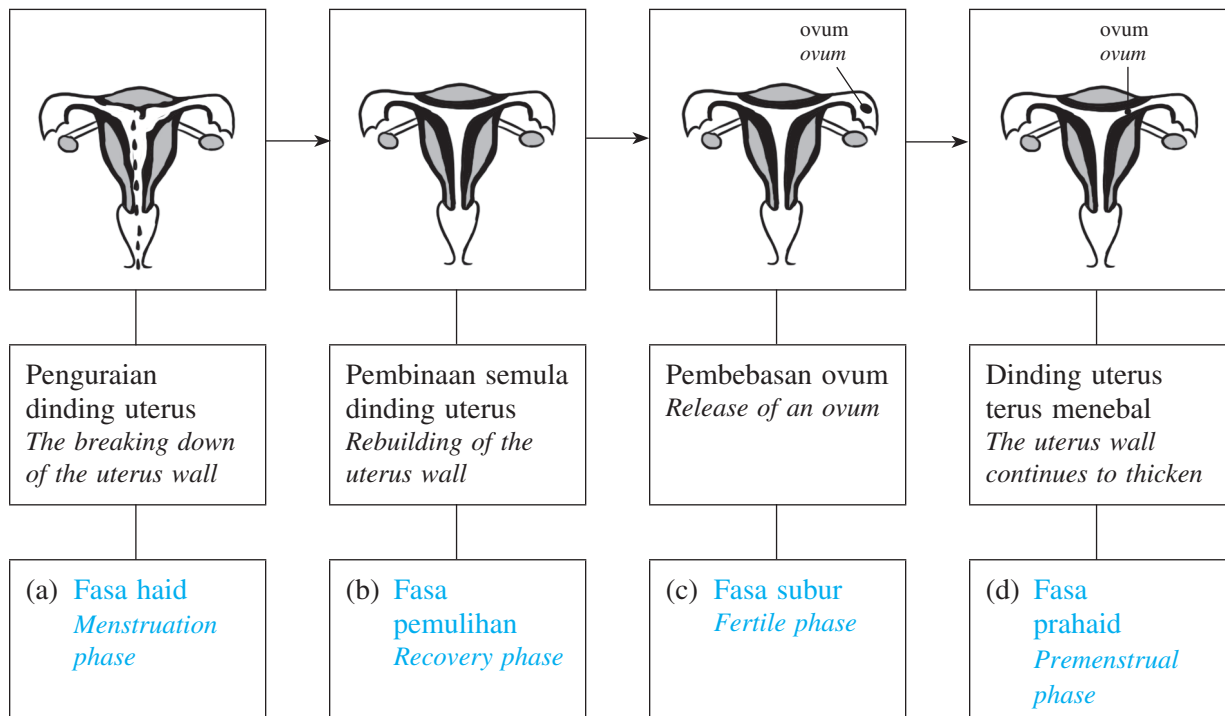 ovum
ovum
ovum
ovum
Penguraian
dinding uterus
The breaking down
of the uterus wall
Pembinaan semula
dinding uterus
Rebuilding of the
uterus wall
Pembebasan ovum
Release of an ovum
Dinding uterus
terus menebal
The uterus wall
continues to thicken
(a) Fasa haid
Menstruation
phase
(b) Fasa
pemulihan
Recovery phase
(c) Fasa subur
Fertile phase
(d) Fasa
prahaid
Premenstrual
phase